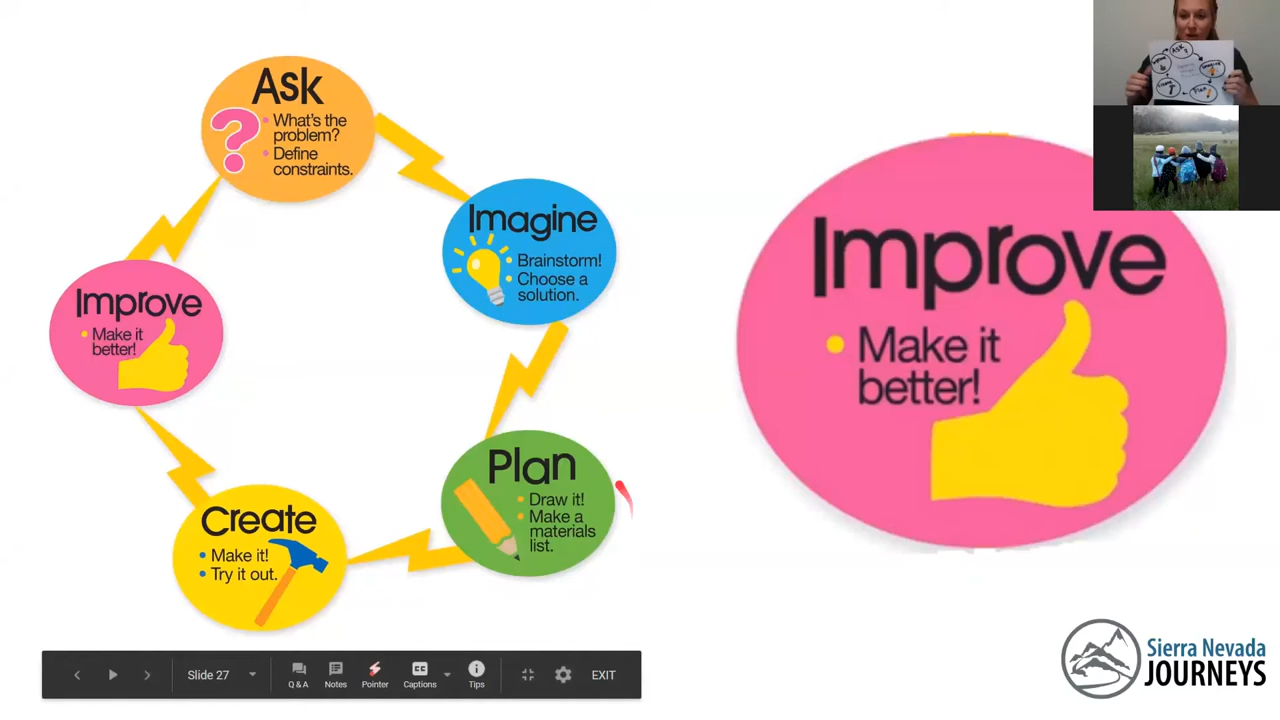 Ask
What's the
problem?
Define
constraints.
Imagine
Brainstorm!
Choose a
solution.
Plan
Draw it!
Make a
materials
list.
Create
Make it!
Try it out.
Improve
Make it
better!
Improve
Make it
better!
ASK
Plan
Sierra Nevada
JOURNEYS
Slide 27
Q & A
Notes
Pointer
Captions
Tips
EXIT